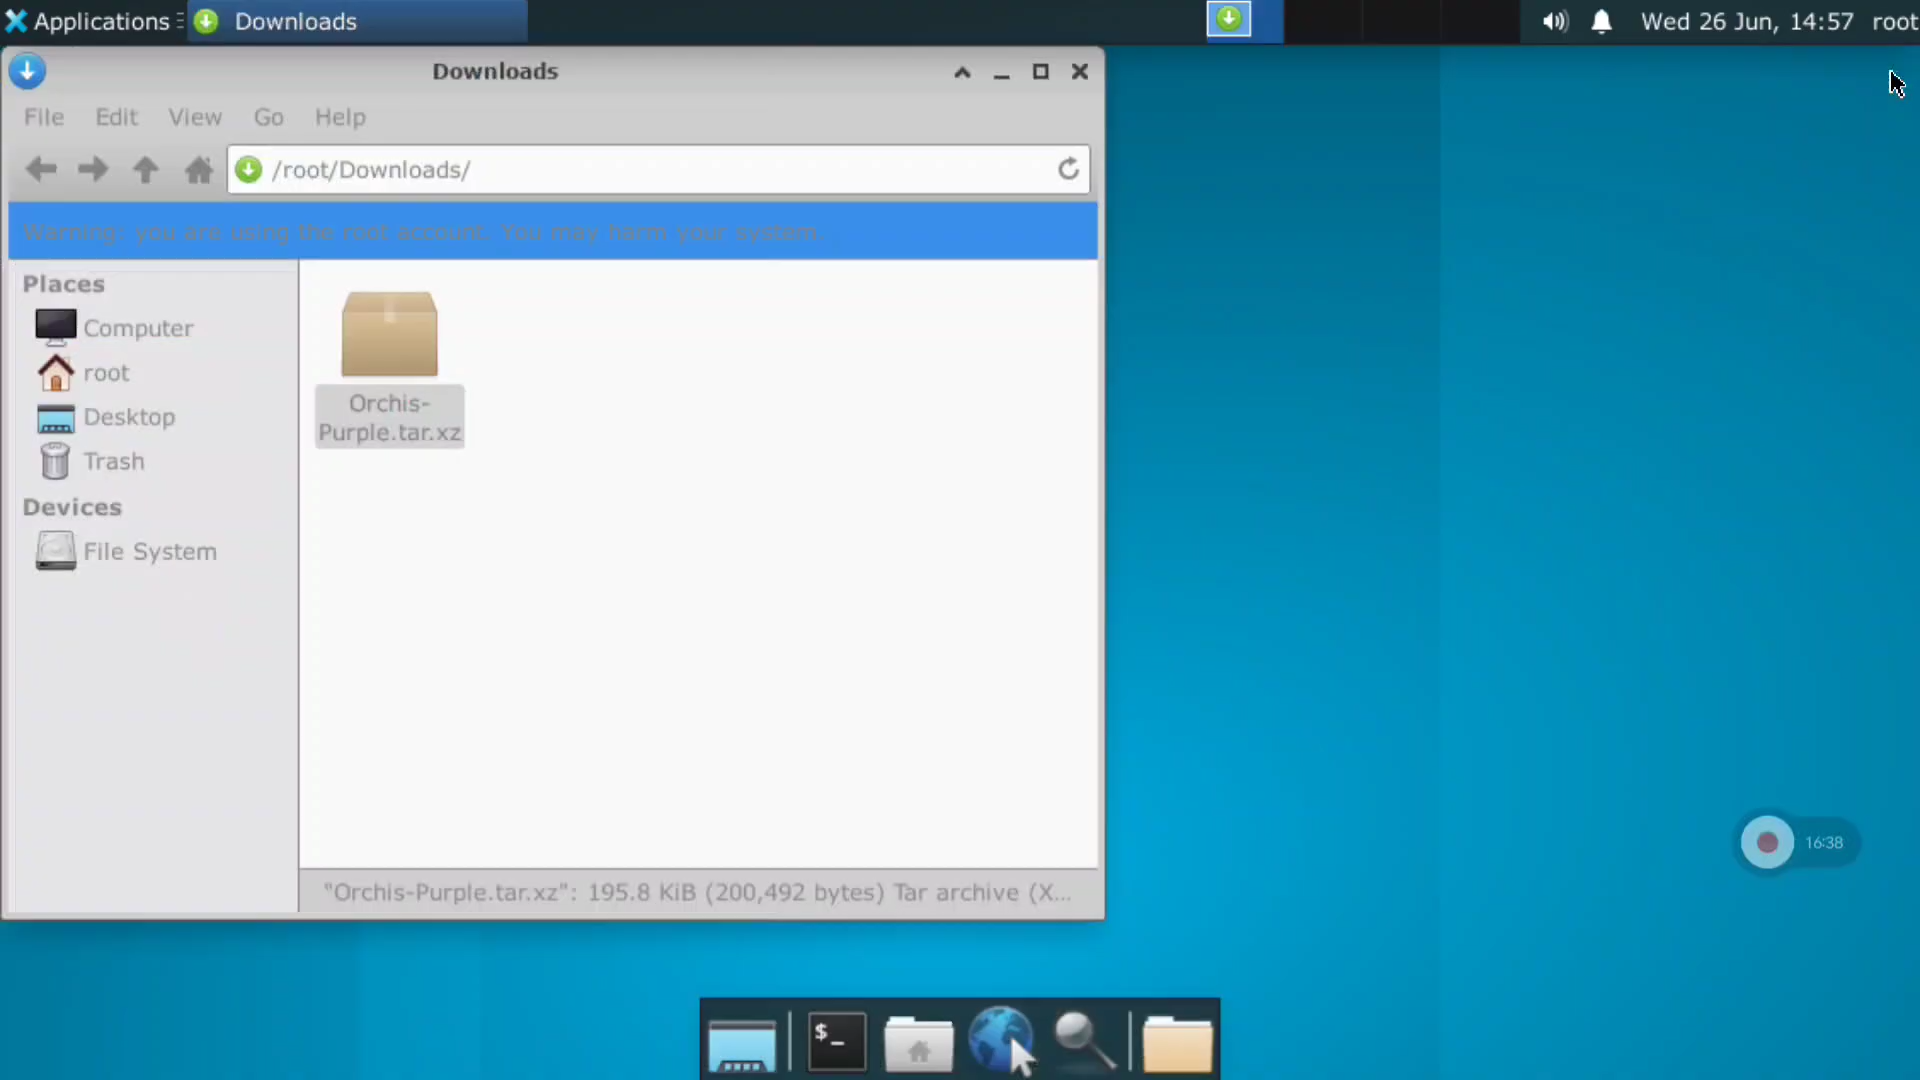 Applications Downloads Wed 26 Jun, 14:57 root
Downloads
File Edit View Go Help
/root/Downloads/
Warning: you are using the root account. You may harm your system.
Places
Computer
root
Desktop
Trash
Devices
File System
Orchis-
Purple.tar.xz
"Orchis-Purple.tar.xz": 195.8 KiB (200,492 bytes) Tar archive (X...
16:38
$_